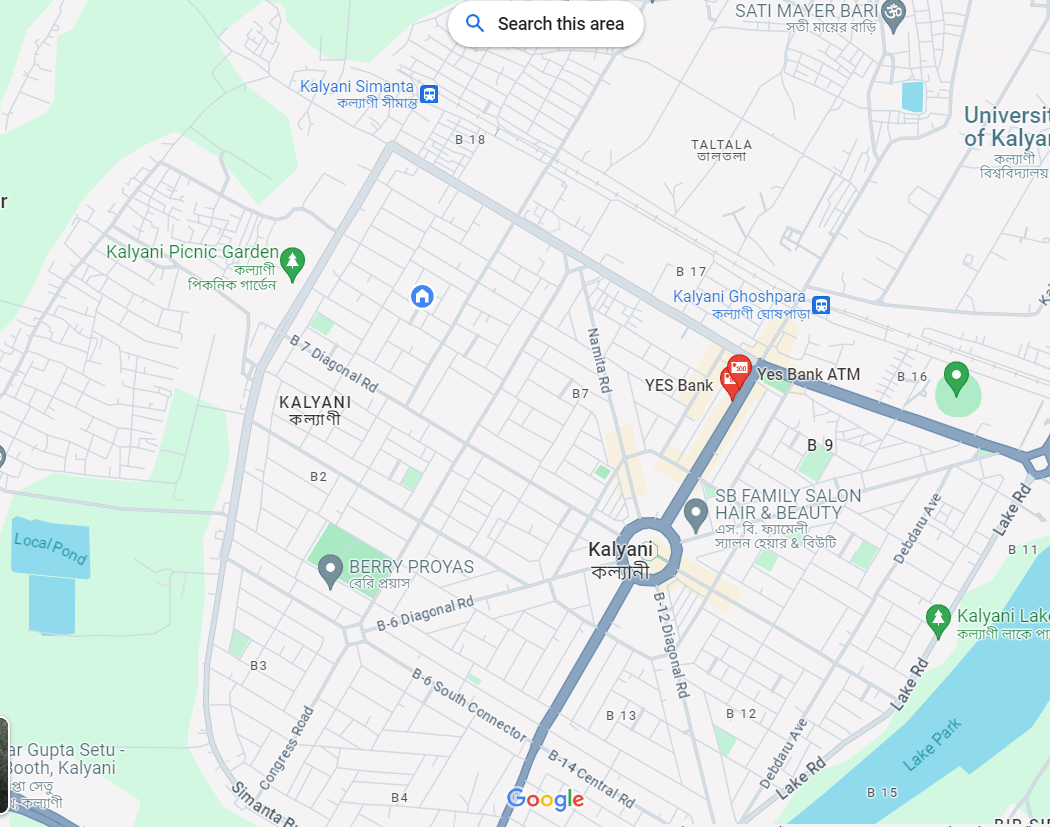 Search this area
SATI MAYER BARI
সতী মায়ের বাড়ি
Kalyani Simanta
কল্যাণী সীমান্ত
B 18
TALTALA
তালতলা
Universit
of Kalyan
কল্যাণী
বিশ্ববিদ্যালয়
r
Kalyani Picnic Garden
কল্যাণী
পিকনিক গার্ডেন
B 17
Kalyani Ghoshpara
কল্যাণী ঘোষপাড়া
B 7 Diagonal Rd
Namita Rd
YES Bank
Yes Bank ATM
B7
B 16
KALYANI
কল্যাণী
B 9
B2
SB FAMILY SALON
HAIR & BEAUTY
এস. বি. ফ্যামেলী
স্যালন হেয়ার & বিউটি
Debdaru Ave
Lake Rd
Local Pond
Kalyani
কল্যানী
B 11
BERRY PROYAS
বেরি প্রয়াস
B-6 Diagonal Rd
B-12 Diagonal Rd
Kalyani Lake
কল্যাণী লাকে পা
B3
B-6 South Connector
Lake Rd
B 13
B 12
Congress Road
Debdaru Ave
Lake Park
ar Gupta Setu -
Booth, Kalyani
প্ত সেতু
কল্যাণী
B-14 Central Rd
Lake Rd
Simanta
B4
Google
B 15